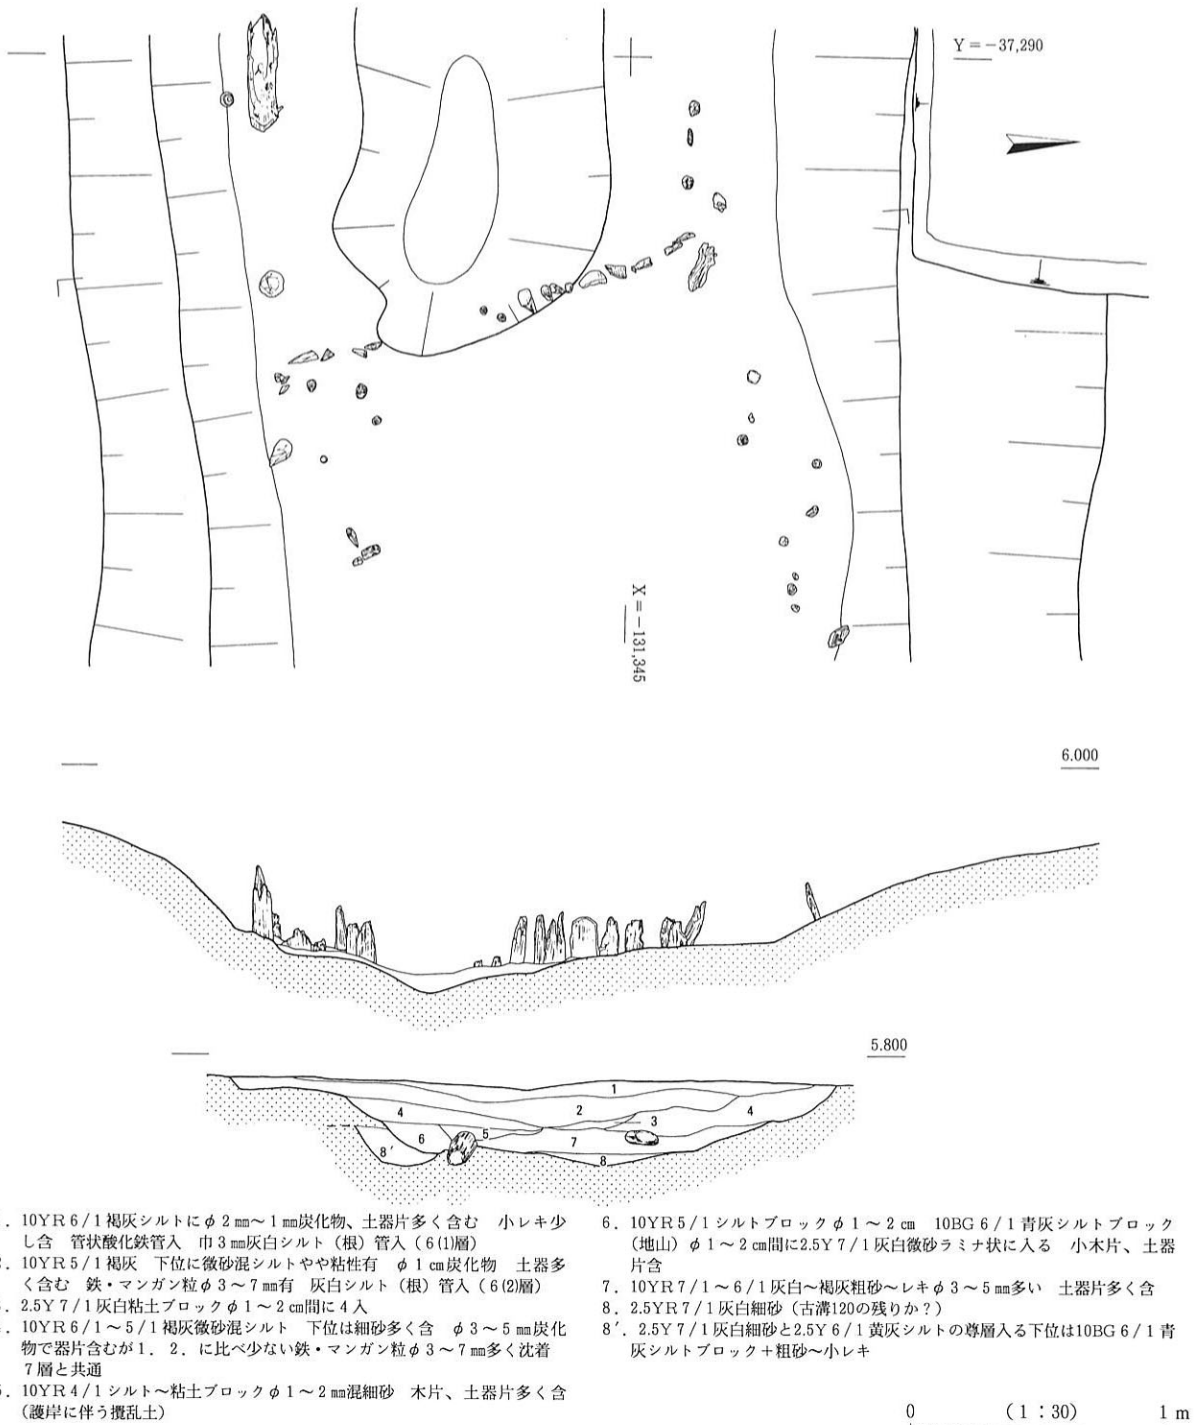 Y＝−37,290
X＝−131,345
6.000
5.800
1
2
3
4
4
5
6
7
8
8′
．10YR 6/1 褐灰シルトにφ2㎜〜1㎜炭化物、土器片多く含む　小レキ少
し含　管状酸化鉄管入　巾3㎜灰白シルト（根）管入（6⑴層）
．10YR 5/1 褐灰　下位に微砂混シルトやや粘性有　φ1㎝炭化物　土器多
く含む　鉄・マンガン粒φ3〜7㎜有　灰白シルト（根）管入（6⑵層）
．2.5Y 7/1 灰白粘土ブロックφ1〜2㎝間に4入
．10YR 6/1〜5/1 褐灰微砂混シルト　下位は細砂多く含　φ3〜5㎜炭化
物で器片含むが1．2．に比べ少ない鉄・マンガン粒φ3〜7㎜多く沈着
7層と共通
．10YR 4/1 シルト〜粘土ブロックφ1〜2㎜混細砂　木片、土器片多く含
（護岸に伴う攪乱土）
6．10YR 5/1 シルトブロックφ1〜2㎝　10BG 6/1 青灰シルトブロック
（地山）φ1〜2㎝間に2.5Y 7/1 灰白微砂ラミナ状に入る　小木片、土器
片含
7．10YR 7/1〜6/1 灰白〜褐灰粗砂〜レキφ3〜5㎜多い　土器片多く含
8．2.5YR 7/1 灰白細砂（古溝120の残りか？）
8′．2.5Y 7/1 灰白細砂と2.5Y 6/1 黄灰シルトの尊層入る下位は10BG 6/1 青
灰シルトブロック＋粗砂〜小レキ
0　（1：30）　1m